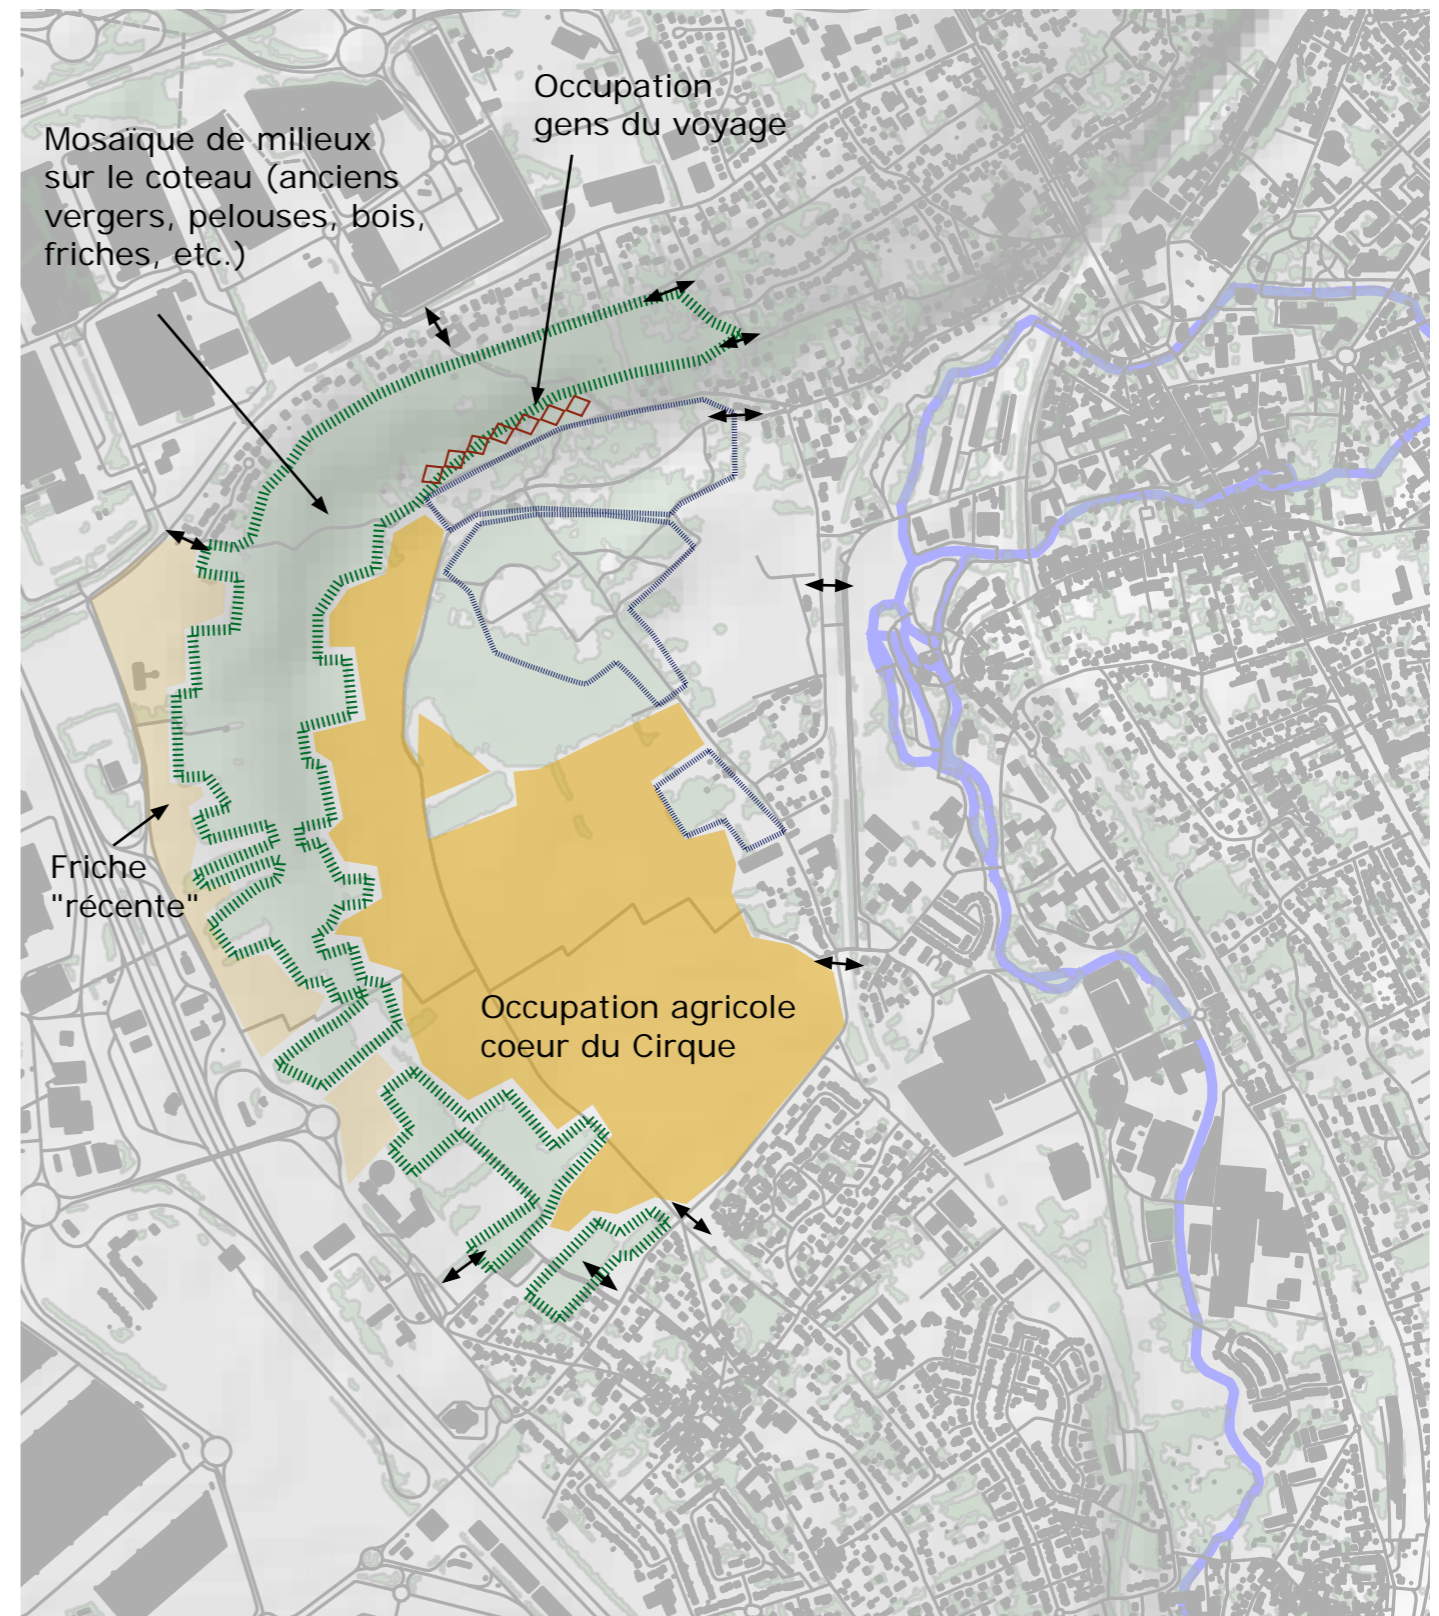 Occupation
gens du voyage
Mosaïque de milieux
sur le coteau (anciens
vergers, pelouses, bois,
friches, etc.)
Friche
"récente"
Occupation agricole
coeur du Cirque